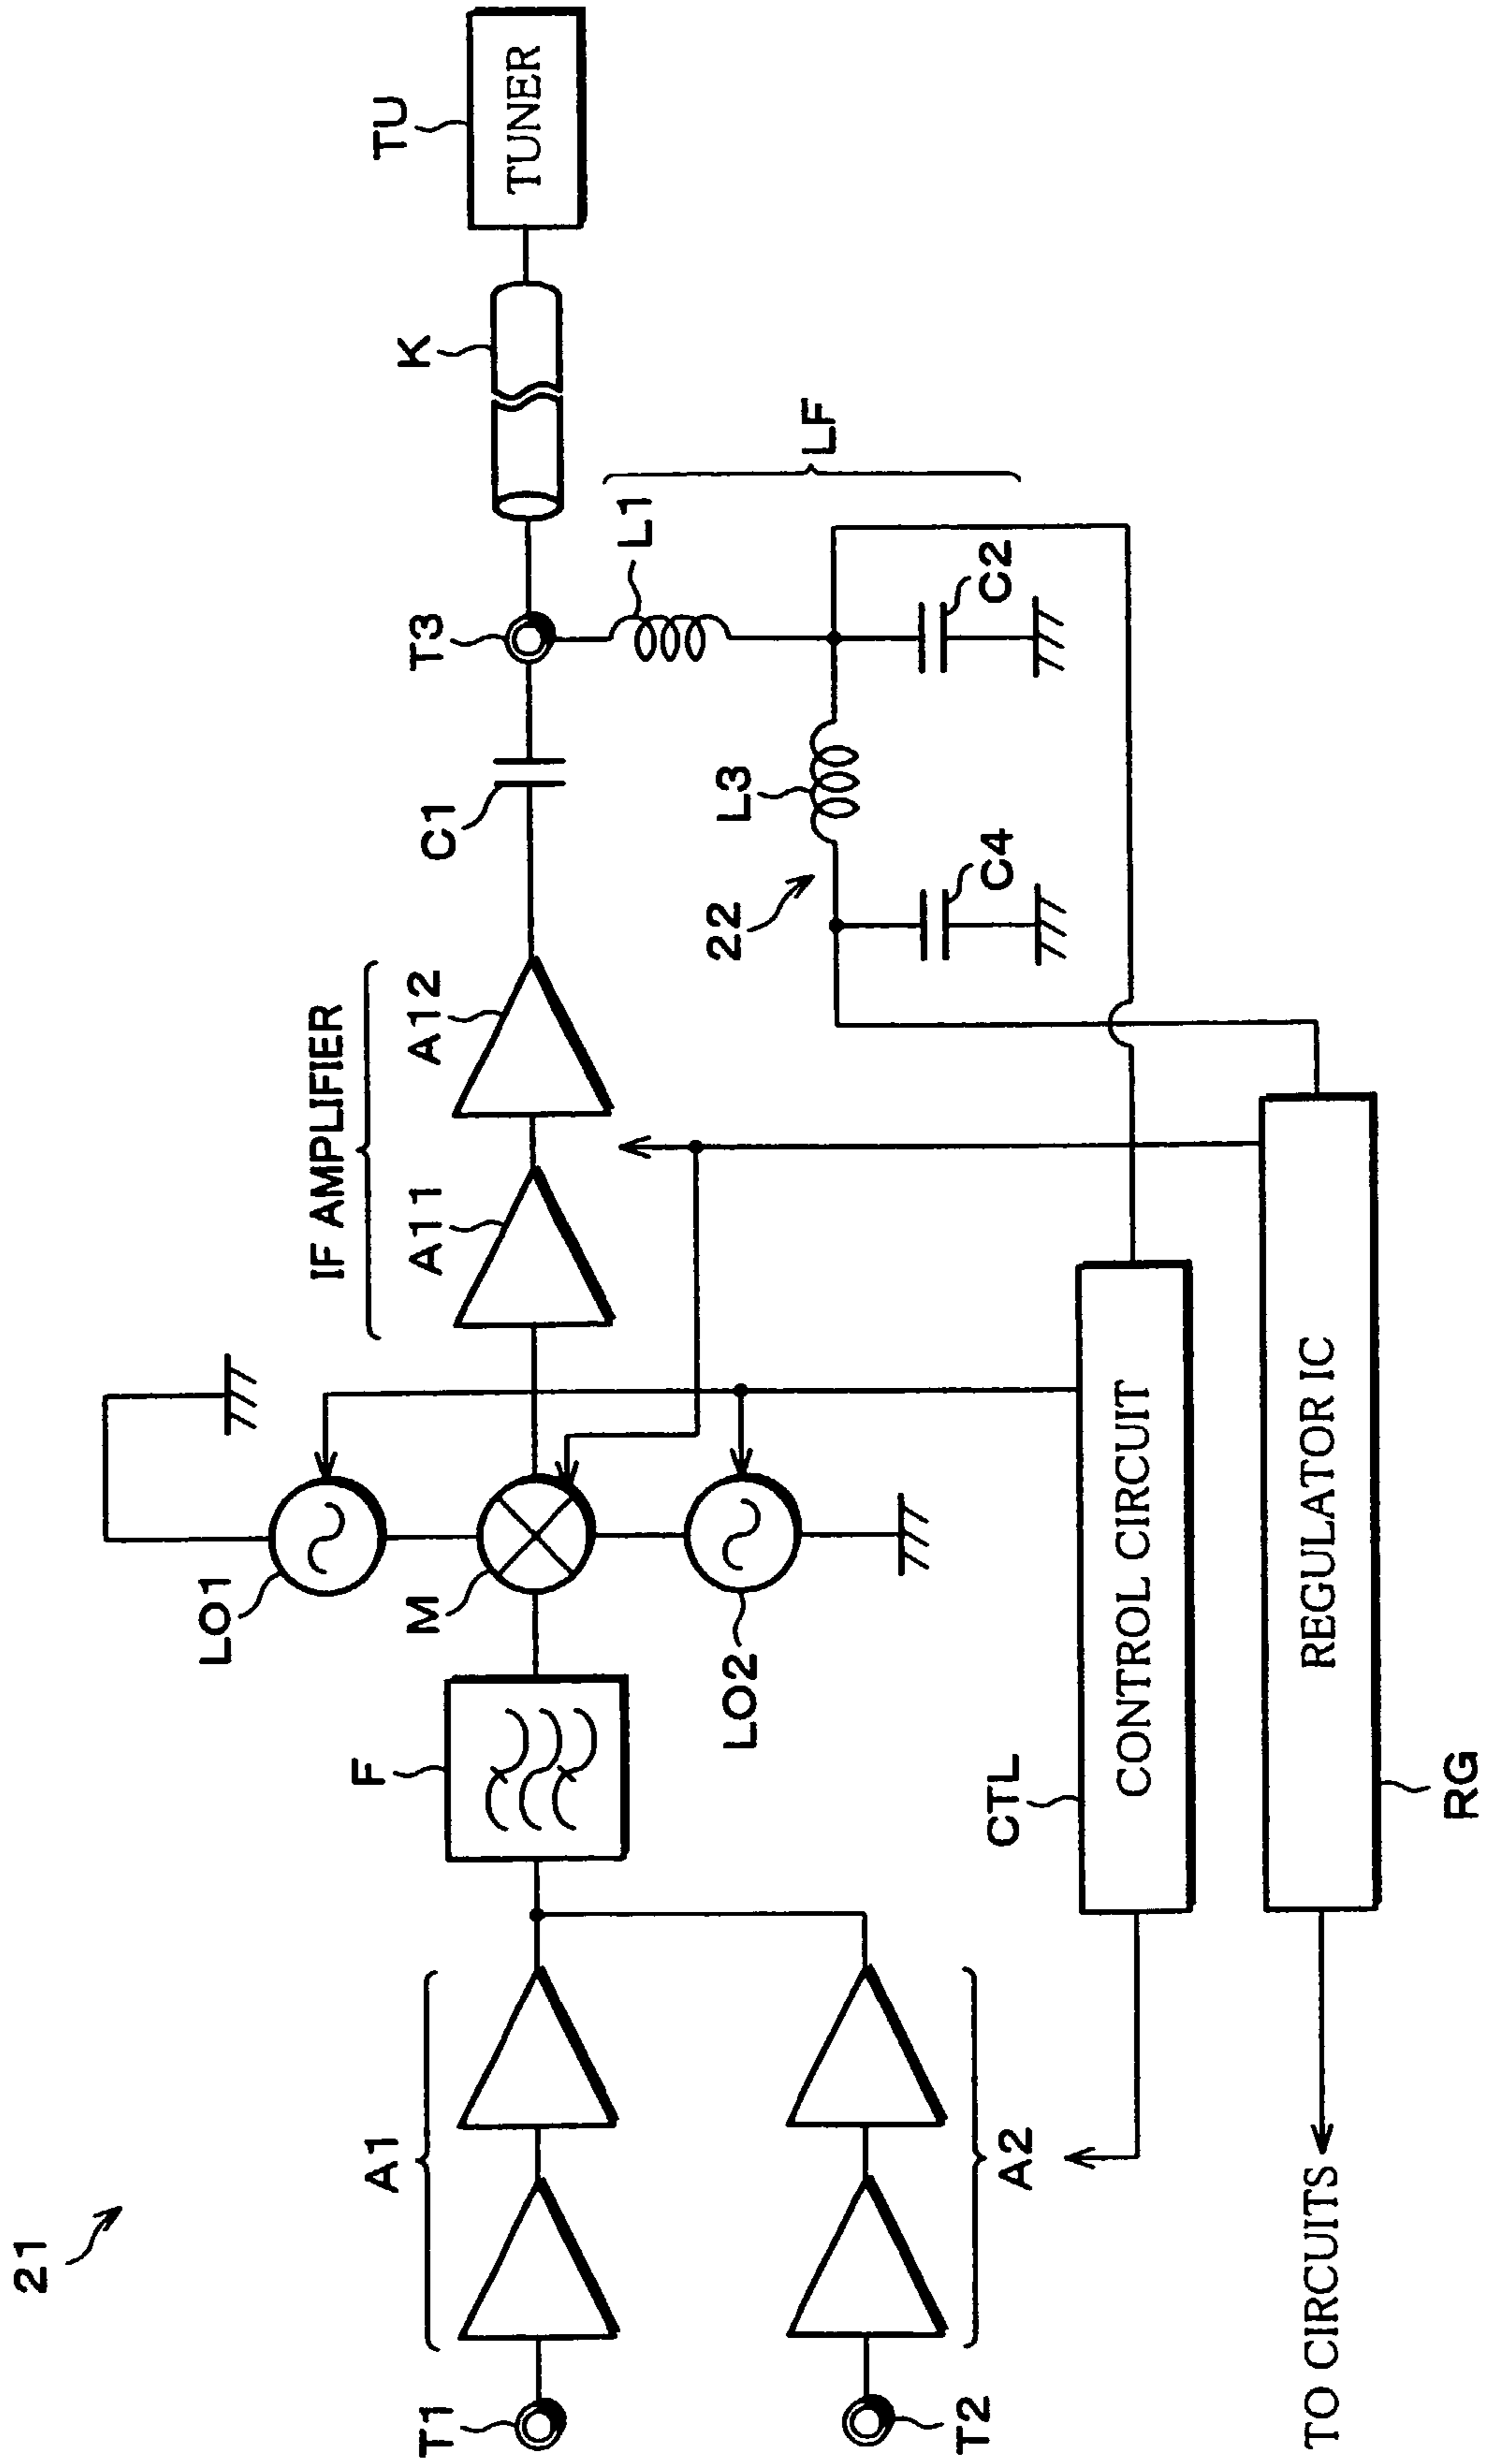 21
T1
A1
T2
A2
F
LO1
M
LO2
IF AMPLIFIER
A11
A12
C1
T3
K
TU
TUNER
L1
LF
L3
22
C4
C2
CTL
CONTROL CIRCUIT
REGULATOR IC
RG
TO CIRCUITS